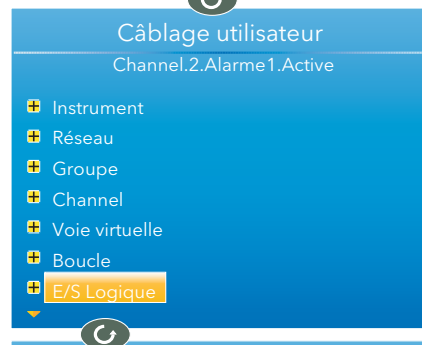 Câblage utilisateur
Channel.2.Alarme1.Active
Instrument
Réseau
Groupe
Channel
Voie virtuelle
Boucle
E/S Logique